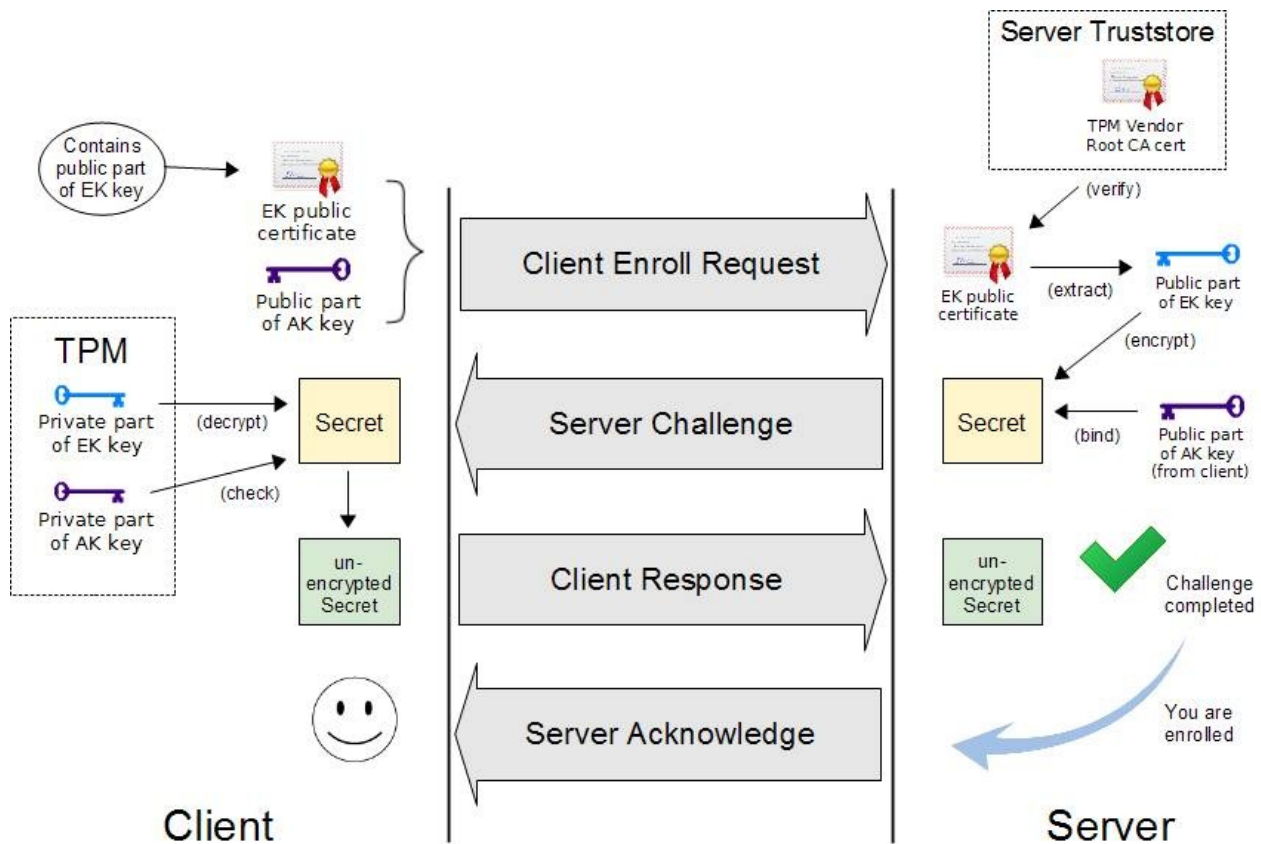 Server Truststore
TPM Vendor
Root CA cert
(verify)
Contains
public part
of EK key
EK public
certificate
Public part
of AK key
Client Enroll Request
EK public
certificate
(extract)
Public part
of EK key
(encrypt)
TPM
Private part
of EK key
(decrypt)
Secret
Private part
of AK key
(check)
Server Challenge
Secret
(bind)
Public part
of AK key
(from client)
un-
encrypted
Secret
Client Response
un-
encrypted
Secret
Challenge
completed
Server Acknowledge
You are
enrolled
Client
Server